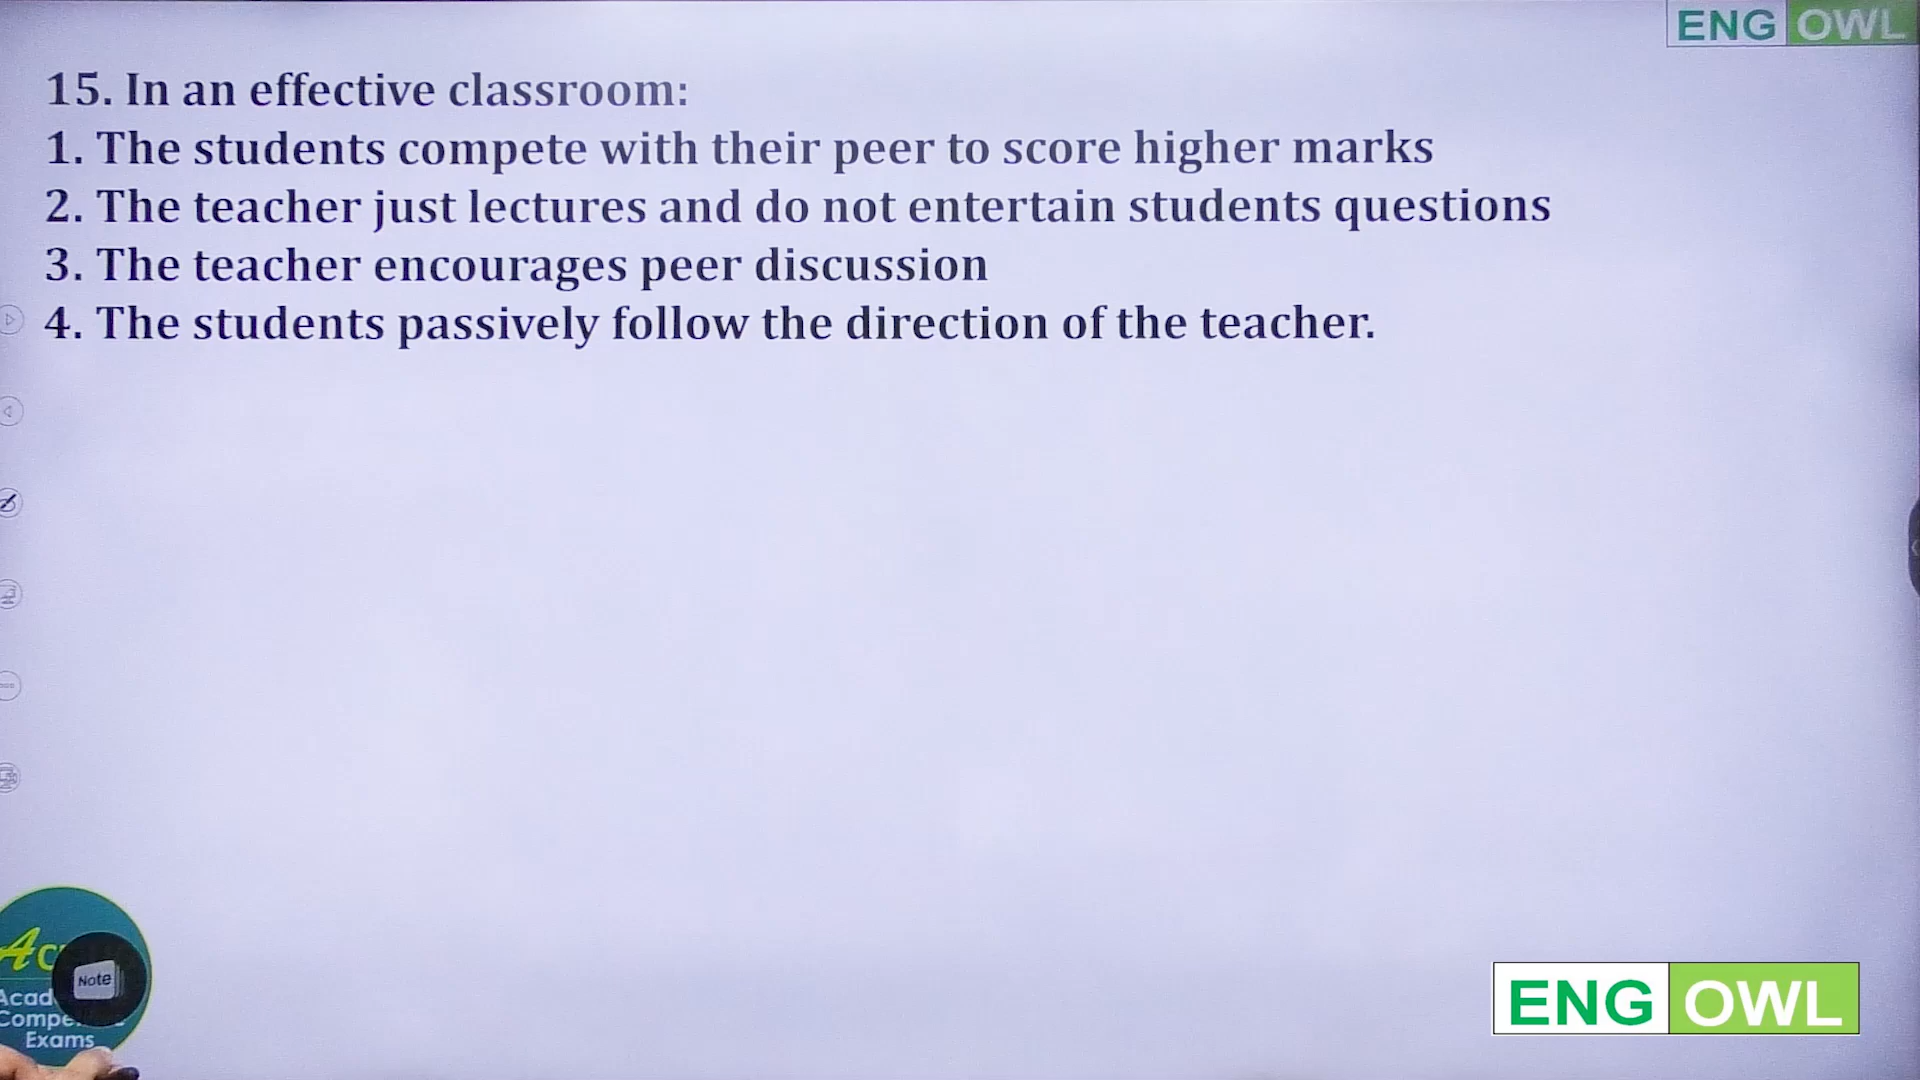 ENG OWL
15. In an effective classroom:
1. The students compete with their peer to score higher marks
2. The teacher just lectures and do not entertain students questions
3. The teacher encourages peer discussion
4. The students passively follow the direction of the teacher.
Note
Exams
ENG OWL